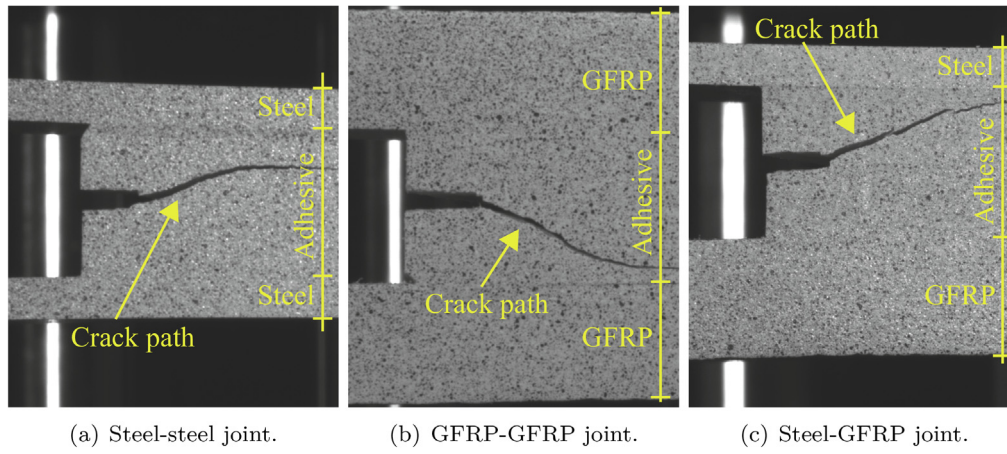 Steel
Adhesive
Steel
Crack path
GFRP
Adhesive
GFRP
Crack path
Crack path
Steel
Adhesive
GFRP
(a) Steel-steel joint.
(b) GFRP-GFRP joint.
(c) Steel-GFRP joint.